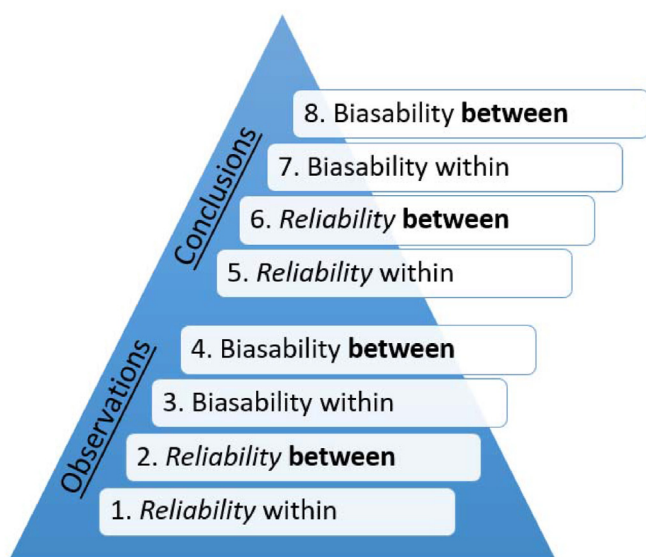 Conclusions
8. Biasability between
7. Biasability within
6. Reliability between
5. Reliability within
Observations
4. Biasability between
3. Biasability within
2. Reliability between
1. Reliability within